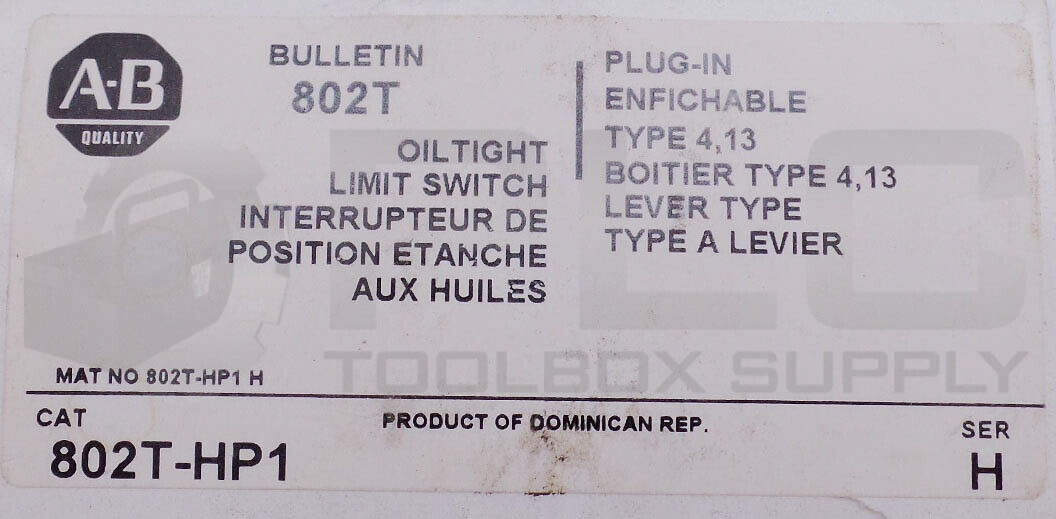 A-B
QUALITY
BULLETIN
802T
OILTIGHT
LIMIT SWITCH
INTERRUPTEUR DE
POSITION ETANCHE
AUX HUILES
PLUG-IN
ENFICHABLE
TYPE 4,13
BOITIER TYPE 4,13
LEVER TYPE
TYPE A LEVIER
PLC
TOOLBOX SUPPLY
MAT NO 802T-HP1 H
CAT
802T-HP1
PRODUCT OF DOMINICAN REP.
SER
H